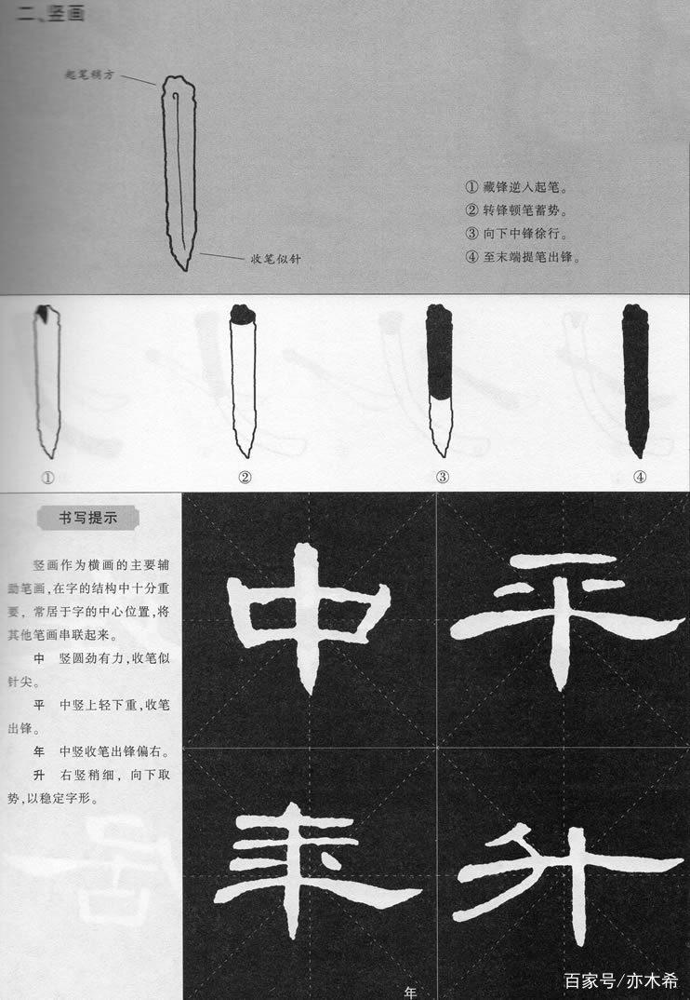 二、竖画
起笔稍方
收笔似针
① 藏锋逆入起笔。
② 转锋顿笔蓄势。
③ 向下中锋徐行。
④ 至末端提笔出锋。
① ② ③ ④
书写提示
竖画作为横画的主要辅
助笔画,在字的结构中十分重
要，常居于字的中心位置,将
其他笔画串联起来。
中 竖圆劲有力,收笔似
针尖。
平 中竖上轻下重,收笔
出锋。
年 中竖收笔出锋偏右。
升 右竖稍细，向下取
势,以稳定字形。
中 平
年 升
年
百家号/亦木希